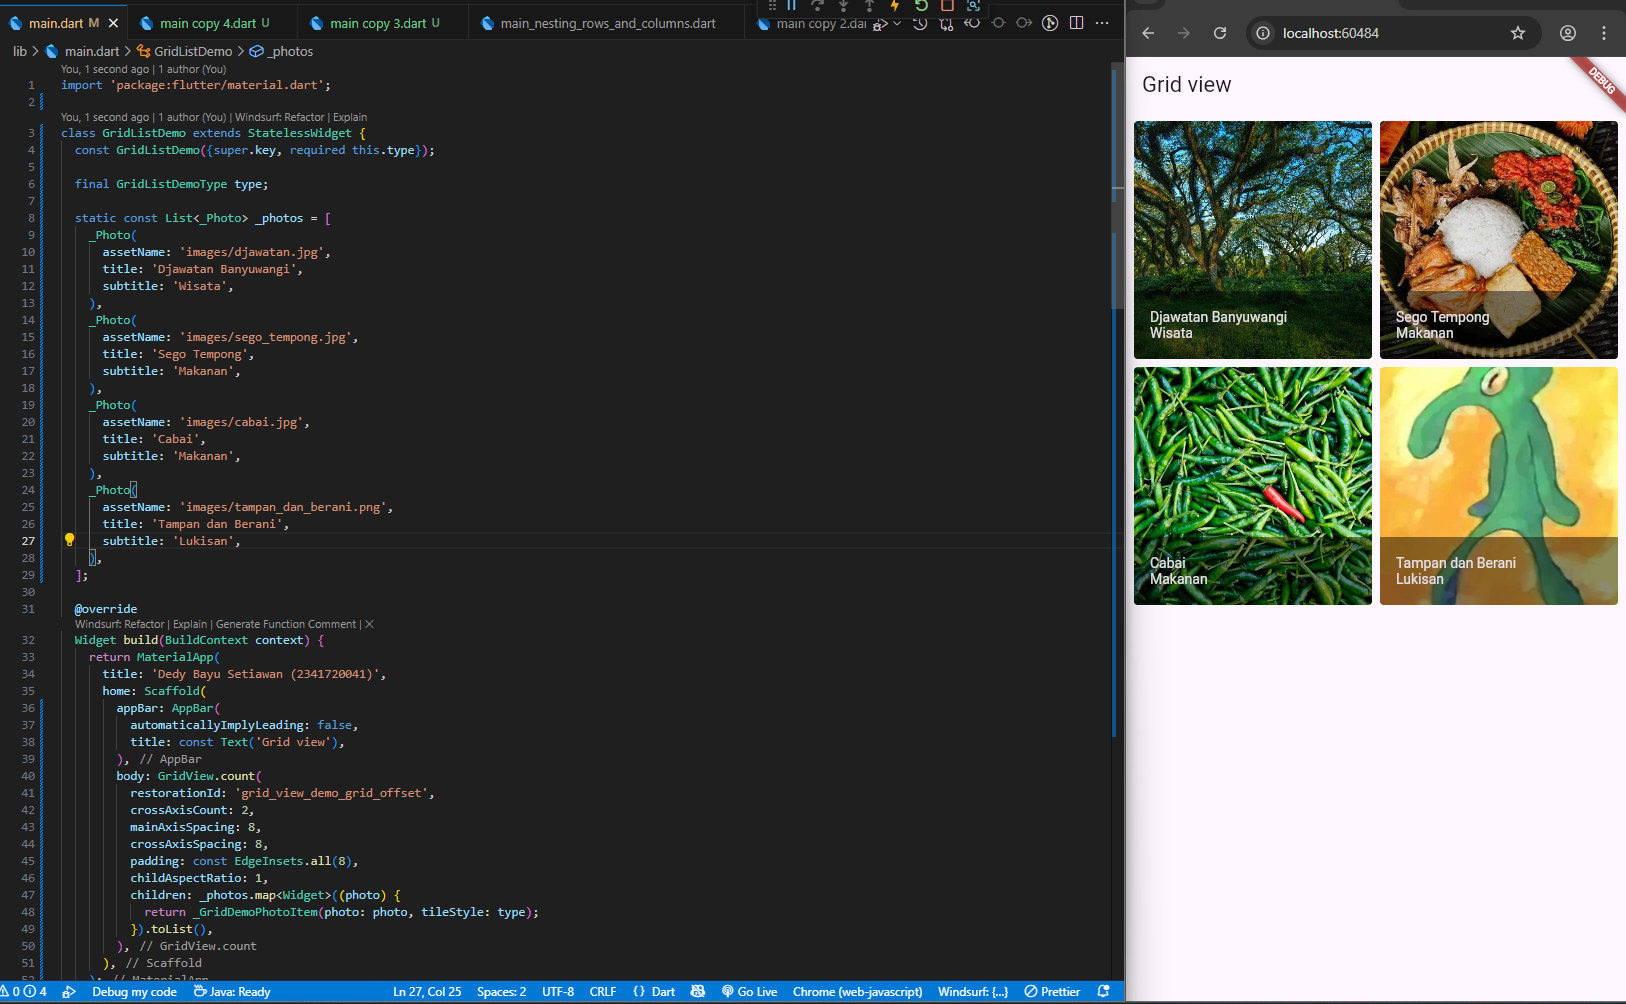 main.dart M
main copy 4.dart U
main copy 3.dart U
main_nesting_rows_and_columns.dart
main copy 2.dart
lib > main.dart > GridListDemo > _photos
You, 1 second ago | 1 author (You)
1 import 'package:flutter/material.dart';
2
You, 1 second ago | 1 author (You) | Windsurf: Refactor | Explain
3 class GridListDemo extends StatelessWidget {
4 const GridListDemo({super.key, required this.type});
5
6 final GridListDemoType type;
7
8 static const List<_Photo> _photos = [
9 _Photo(
10 assetName: 'images/djawatan.jpg',
11 title: 'Djawatan Banyuwangi',
12 subtitle: 'Wisata',
13 ),
14 _Photo(
15 assetName: 'images/sego_tempong.jpg',
16 title: 'Sego Tempong',
17 subtitle: 'Makanan',
18 ),
19 _Photo(
20 assetName: 'images/cabai.jpg',
21 title: 'Cabai',
22 subtitle: 'Makanan',
23 ),
24 _Photo(
25 assetName: 'images/tampan_dan_berani.png',
26 title: 'Tampan dan Berani',
27 subtitle: 'Lukisan',
28 ),
29 ];
30
31 @override
Windsurf: Refactor | Explain | Generate Function Comment | X
32 Widget build(BuildContext context) {
33 return MaterialApp(
34 title: 'Dedy Bayu Setiawan (2341720041)',
35 home: Scaffold(
36 appBar: AppBar(
37 automaticallyImplyLeading: false,
38 title: const Text('Grid view'),
39 ), // AppBar
40 body: GridView.count(
41 restorationId: 'grid_view_demo_grid_offset',
42 crossAxisCount: 2,
43 mainAxisSpacing: 8,
44 crossAxisSpacing: 8,
45 padding: const EdgeInsets.all(8),
46 childAspectRatio: 1,
47 children: _photos.map<Widget>((photo) {
48 return _GridDemoPhotoItem(photo: photo, tileStyle: type);
49 }).toList(),
50 ), // GridView.count
51 ), // Scaffold
52 ); // MaterialApp
0 4 Debug my code Java: Ready Ln 27, Col 25 Spaces: 2 UTF-8 CRLF {} Dart Go Live Chrome (web-javascript) Windsurf: {...} Prettier
localhost:60484
Grid view
DEBUG
Djawatan Banyuwangi
Wisata
Sego Tempong
Makanan
Cabai
Makanan
Tampan dan Berani
Lukisan